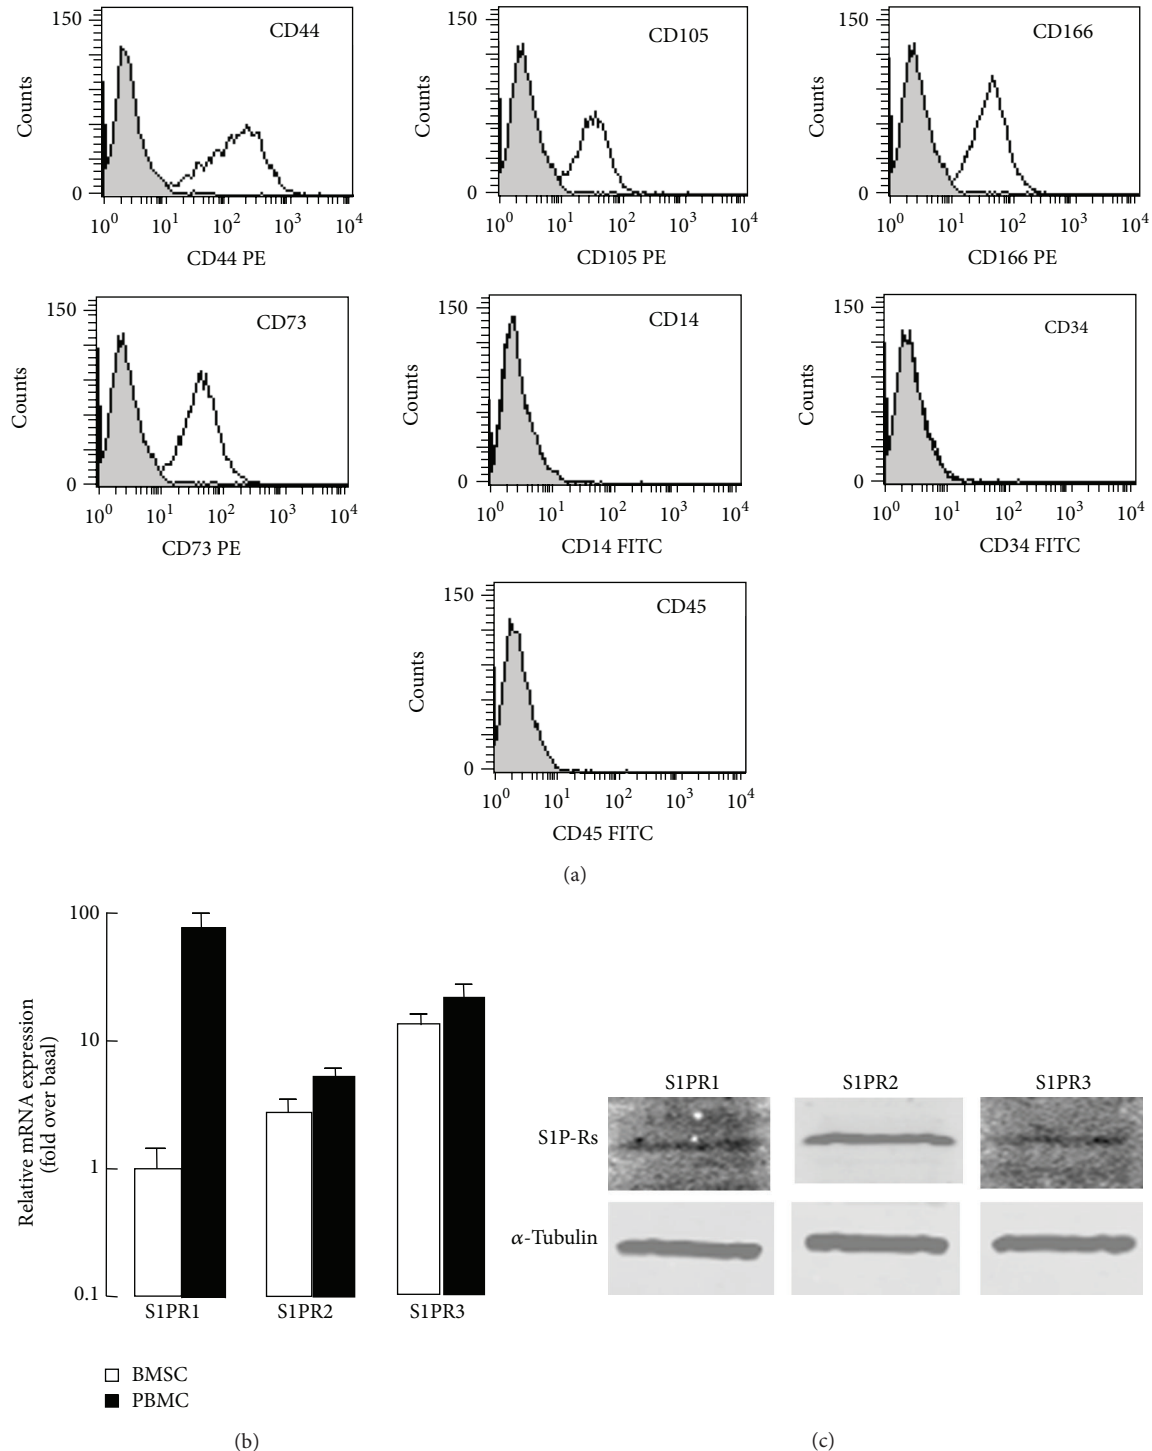 150 CD44
Counts
0
10⁰ 10¹ 10² 10³ 10⁴
CD44 PE
150 CD105
Counts
0
10⁰ 10¹ 10² 10³ 10⁴
CD105 PE
150 CD166
Counts
0
10⁰ 10¹ 10² 10³ 10⁴
CD166 PE
150 CD73
Counts
0
10⁰ 10¹ 10² 10³ 10⁴
CD73 PE
150 CD14
Counts
0
10⁰ 10¹ 10² 10³ 10⁴
CD14 FITC
150 CD34
Counts
0
10⁰ 10¹ 10² 10³ 10⁴
CD34 FITC
150 CD45
Counts
0
10⁰ 10¹ 10² 10³ 10⁴
CD45 FITC
(a)
Relative mRNA expression
(fold over basal)
100
10
1
0.1
S1PR1 S1PR2 S1PR3
BMSC
PBMC
(b)
S1PR1 S1PR2 S1PR3
S1P-Rs
α-Tubulin
(c)